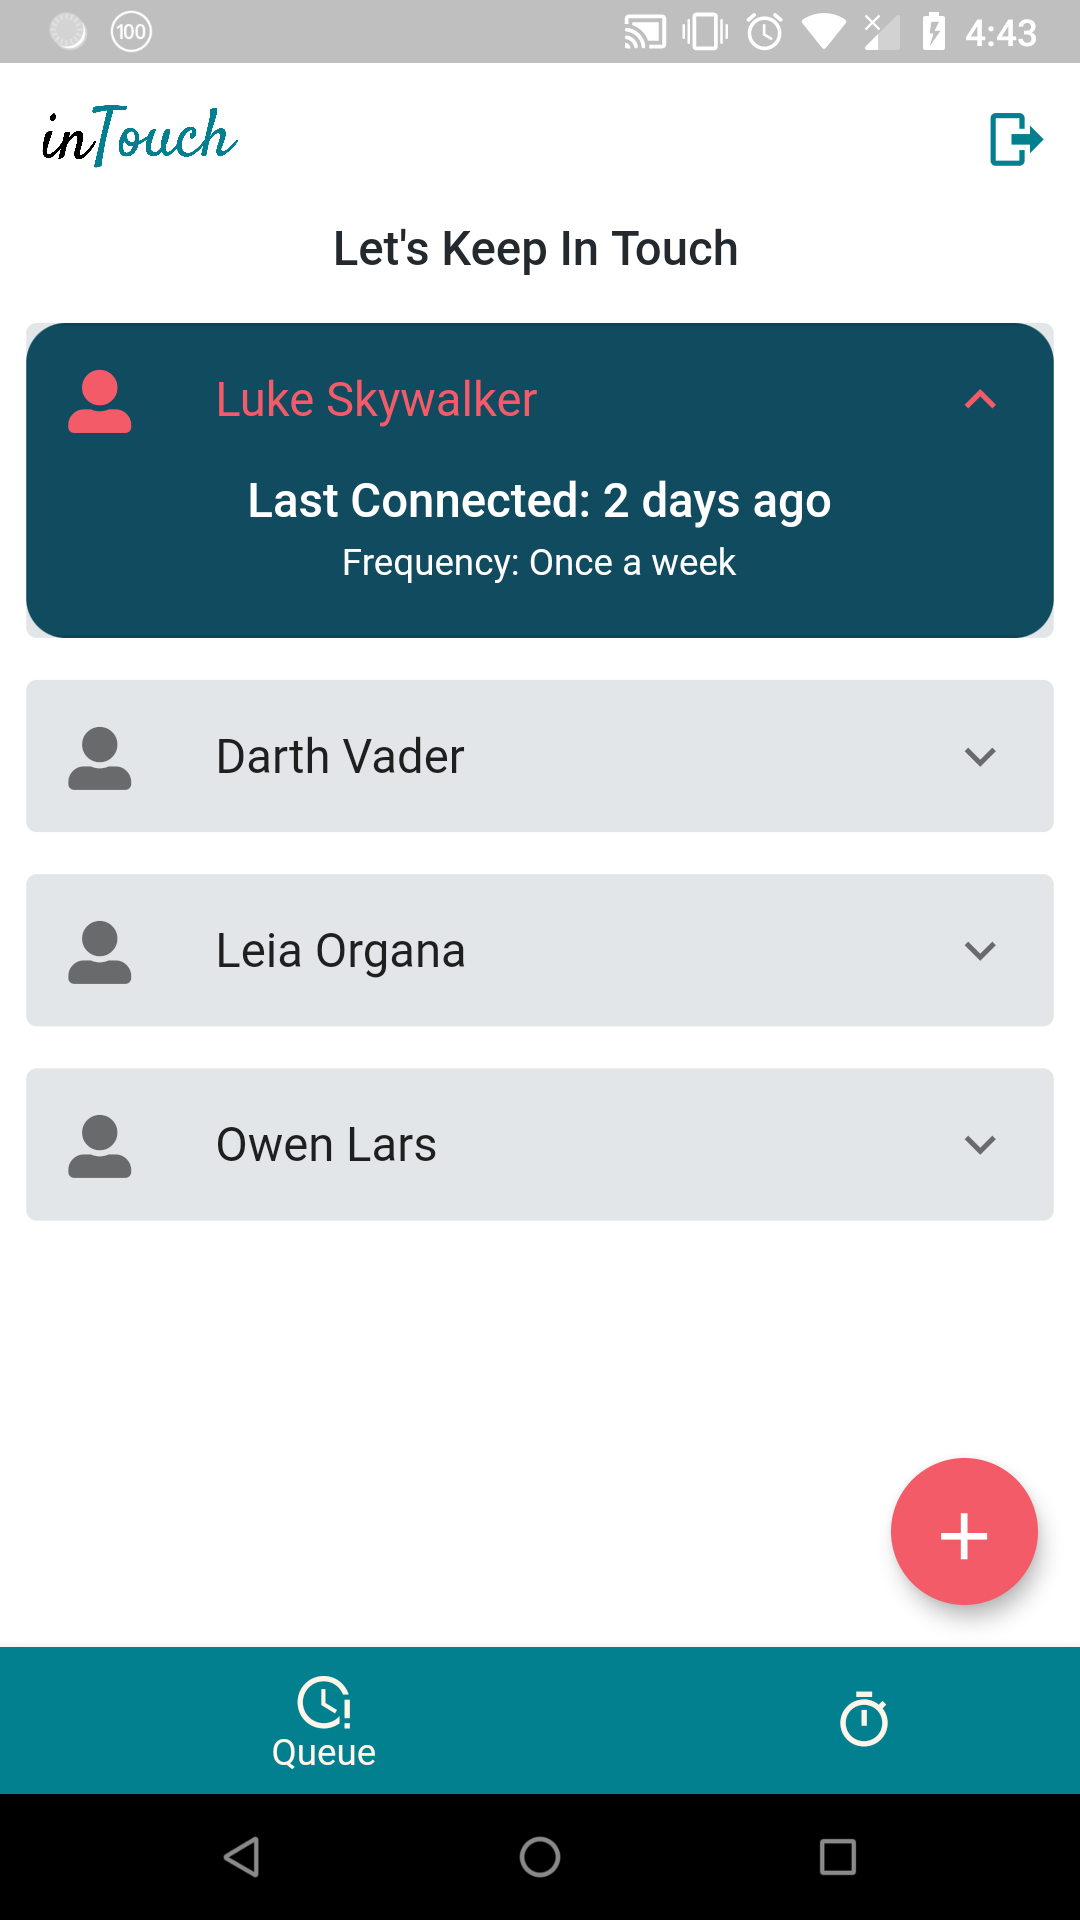 100
4:43
inTouch
Let's Keep In Touch
Luke Skywalker
Last Connected: 2 days ago
Frequency: Once a week
Darth Vader
Leia Organa
Owen Lars
Queue